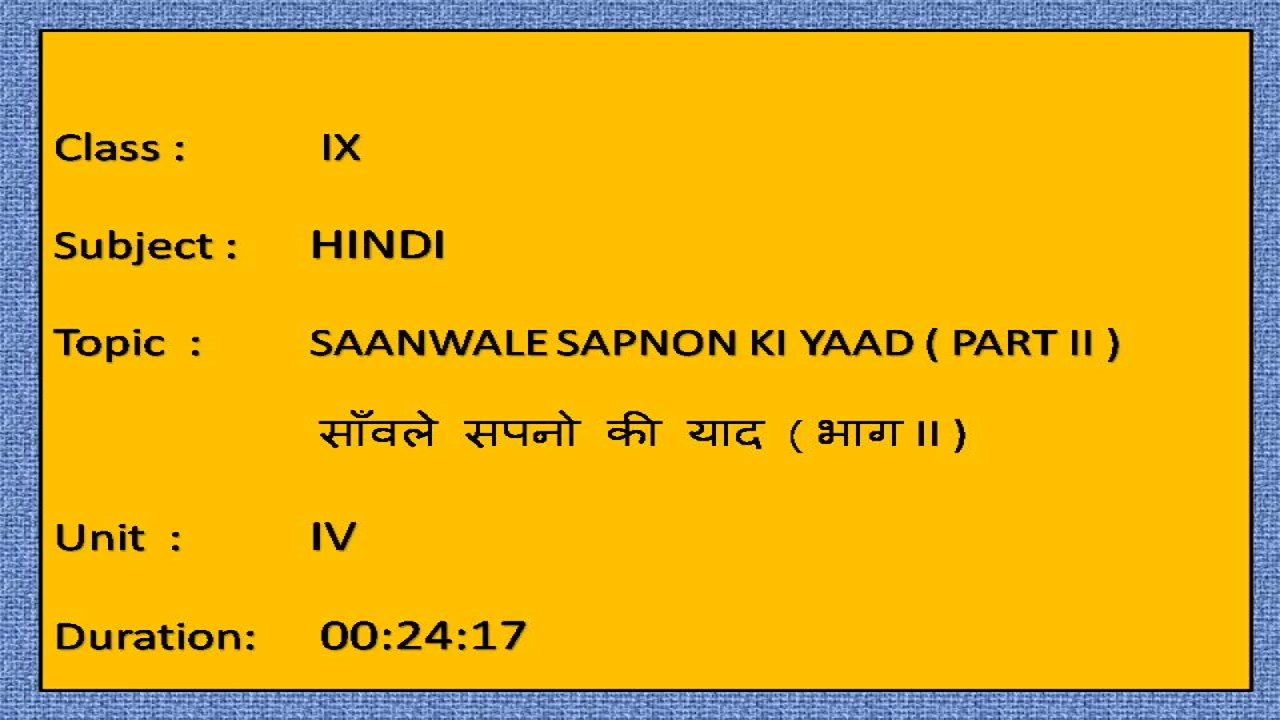 Class : IX
Subject : HINDI
Topic : SAANWALE SAPNON KI YAAD ( PART II )
साँवले सपनो की याद ( भाग II )
Unit : IV
Duration: 00:24:17